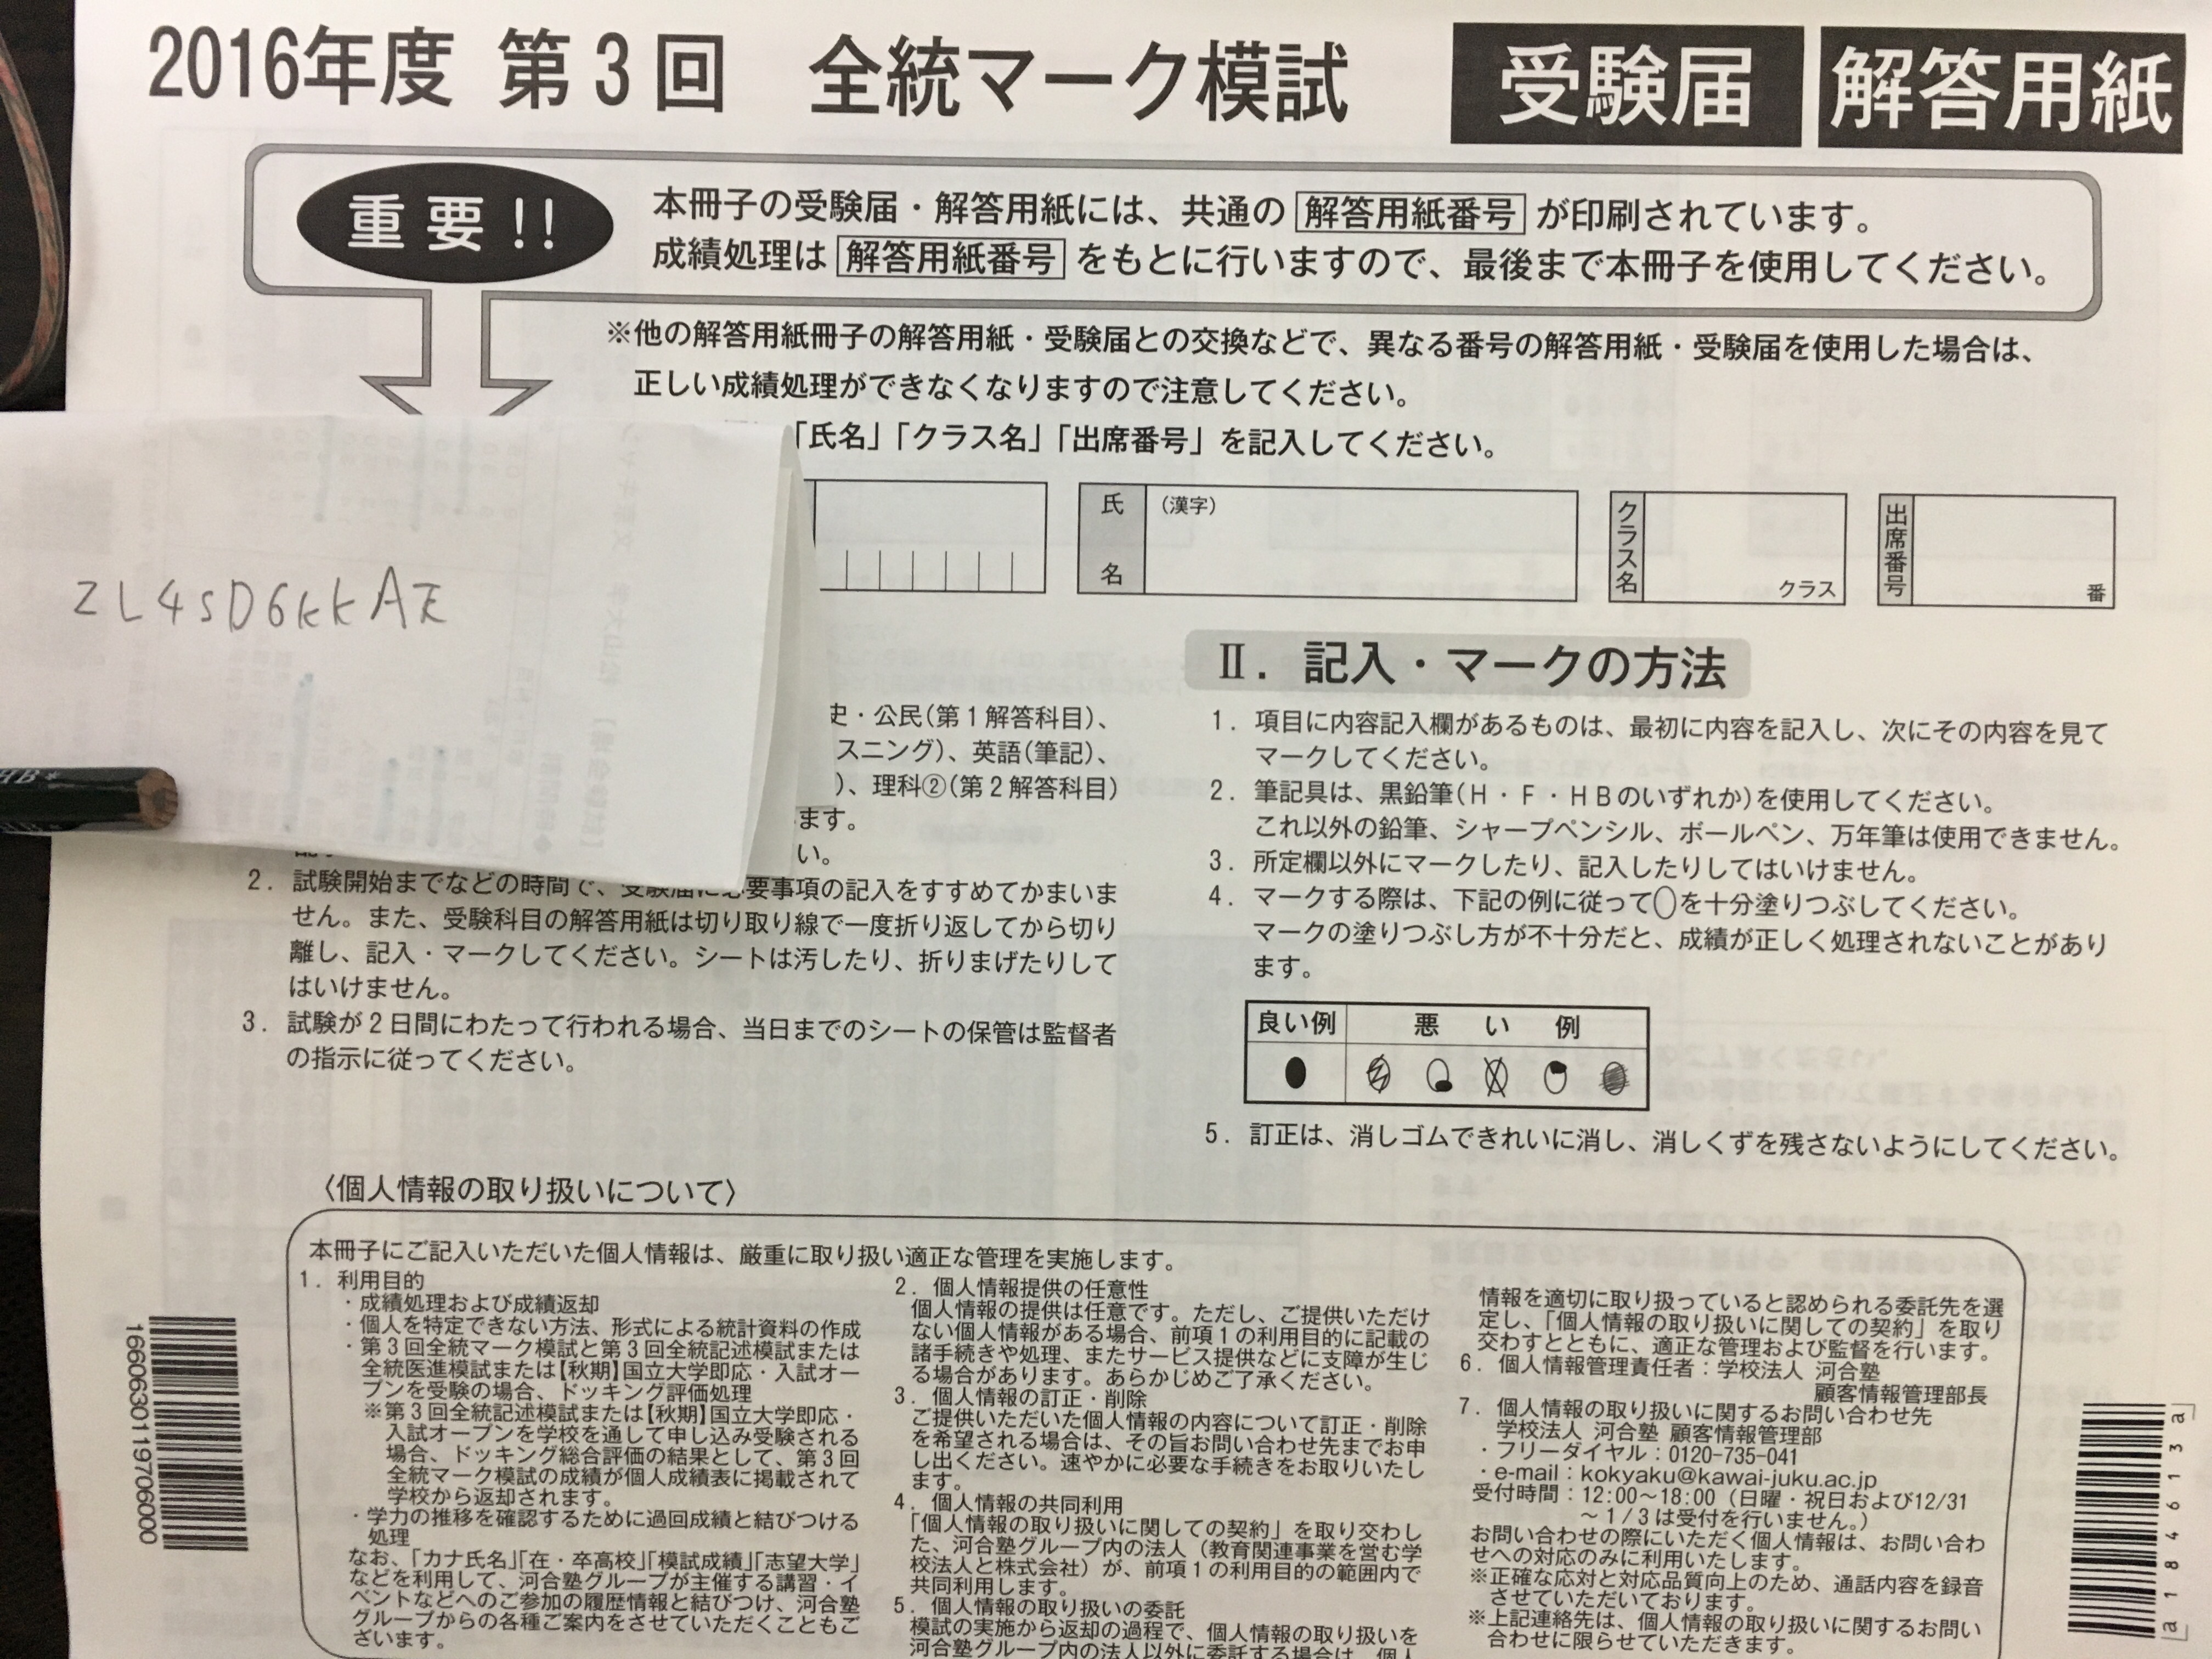 2016年度 第3回 全統マーク模試 受験届 解答用紙
重要!!
本冊子の受験届・解答用紙には、共通の 解答用紙番号 が印刷されています。
成績処理は 解答用紙番号 をもとに行いますので、最後まで本冊子を使用してください。
※他の解答用紙冊子の解答用紙・受験届との交換などで、異なる番号の解答用紙・受験届を使用した場合は、
正しい成績処理ができなくなりますので注意してください。
「氏名」「クラス名」「出席番号」を記入してください。
氏名 (漢字)
クラス名 クラス
出席番号 番
ZL4SD6KKA
史・公民(第1解答科目)、
スニング)、英語(筆記)、
)、理科②(第2解答科目)
ます。
い。
2. 試験開始までなどの時間で、受験届に必要事項の記入をすすめてかまいま
せん。また、受験科目の解答用紙は切り取り線で一度折り返してから切り
離し、記入・マークしてください。シートは汚したり、折りまげたりして
はいけません。
3. 試験が2日間にわたって行われる場合、当日までのシートの保管は監督者
の指示に従ってください。
Ⅱ. 記入・マークの方法
1. 項目に内容記入欄があるものは、最初に内容を記入し、次にその内容を見て
マークしてください。
2. 筆記具は、黒鉛筆(H・F・HBのいずれか)を使用してください。
これ以外の鉛筆、シャープペンシル、ボールペン、万年筆は使用できません。
3. 所定欄以外にマークしたり、記入したりしてはいけません。
4. マークする際は、下記の例に従って〇を十分塗りつぶしてください。
マークの塗りつぶし方が不十分だと、成績が正しく処理されないことがあり
ます。
良い例 悪い例
5. 訂正は、消しゴムできれいに消し、消しくずを残さないようにしてください。
HB
〈個人情報の取り扱いについて〉
本冊子にご記入いただいた個人情報は、厳重に取り扱い適正な管理を実施します。
1. 利用目的
・成績処理および成績返却
・個人を特定できない方法、形式による統計資料の作成
・第3回全統マーク模試と第3回全統記述模試または
全統医進模試または【秋期】国立大学即応・入試オー
プンを受験の場合、ドッキング評価処理
※第3回全統記述模試または【秋期】国立大学即応・
入試オープンを学校を通して申し込み受験される
場合、ドッキング総合評価の結果として、第3回
全統マーク模試の成績が個人成績表に掲載されて
学校から返却されます。
・学力の推移を確認するために過回成績と結びつける
処理
なお、「カナ氏名」「在・卒高校」「模試成績」「志望大学」
などを利用して、河合塾グループが主催する講習・イ
ベントなどへのご参加の履歴情報と結びつけ、河合塾
グループからの各種ご案内をさせていただくこともご
ざいます。
2. 個人情報提供の任意性
個人情報の提供は任意です。ただし、ご提供いただけ
ない個人情報がある場合、前項1の利用目的に記載の
諸手続きや処理、またサービス提供などに支障が生じ
る場合があります。あらかじめご了承ください。
3. 個人情報の訂正・削除
ご提供いただいた個人情報の内容について訂正・削除
を希望される場合は、その旨お問い合わせ先までお申
し出ください。速やかに必要な手続きをお取りいたし
ます。
4. 個人情報の共同利用
「個人情報の取り扱いに関しての契約」を取り交わし
た、河合塾グループ内の法人(教育関連事業を営む学
校法人と株式会社)が、前項1の利用目的の範囲内で
共同利用します。
5. 個人情報の取り扱いの委託
模試の実施から返却の過程で、個人情報の取り扱いを
河合塾グループ内の法人以外に委託する場合は、個人
情報を適切に取り扱っていると認められる委託先を選
定し、「個人情報の取り扱いに関しての契約」を取り
交わすとともに、適正な管理および監督を行います。
6. 個人情報管理責任者:学校法人 河合塾
顧客情報管理部長
7. 個人情報の取り扱いに関するお問い合わせ先
学校法人 河合塾 顧客情報管理部
・フリーダイヤル:0120-735-041
・e-mail:kokyaku@kawai-juku.ac.jp
受付時間:12:00~18:00(日曜・祝日および12/31
~1/3は受付を行いません。)
お問い合わせの際にいただく個人情報は、お問い合わ
せへの対応のみに利用いたします。
※正確な応対と対応品質向上のため、通話内容を録音
させていただいております。
※上記連絡先は、個人情報の取り扱いに関するお問い
合わせに限らせていただきます。
1660630119706000
a18464613a